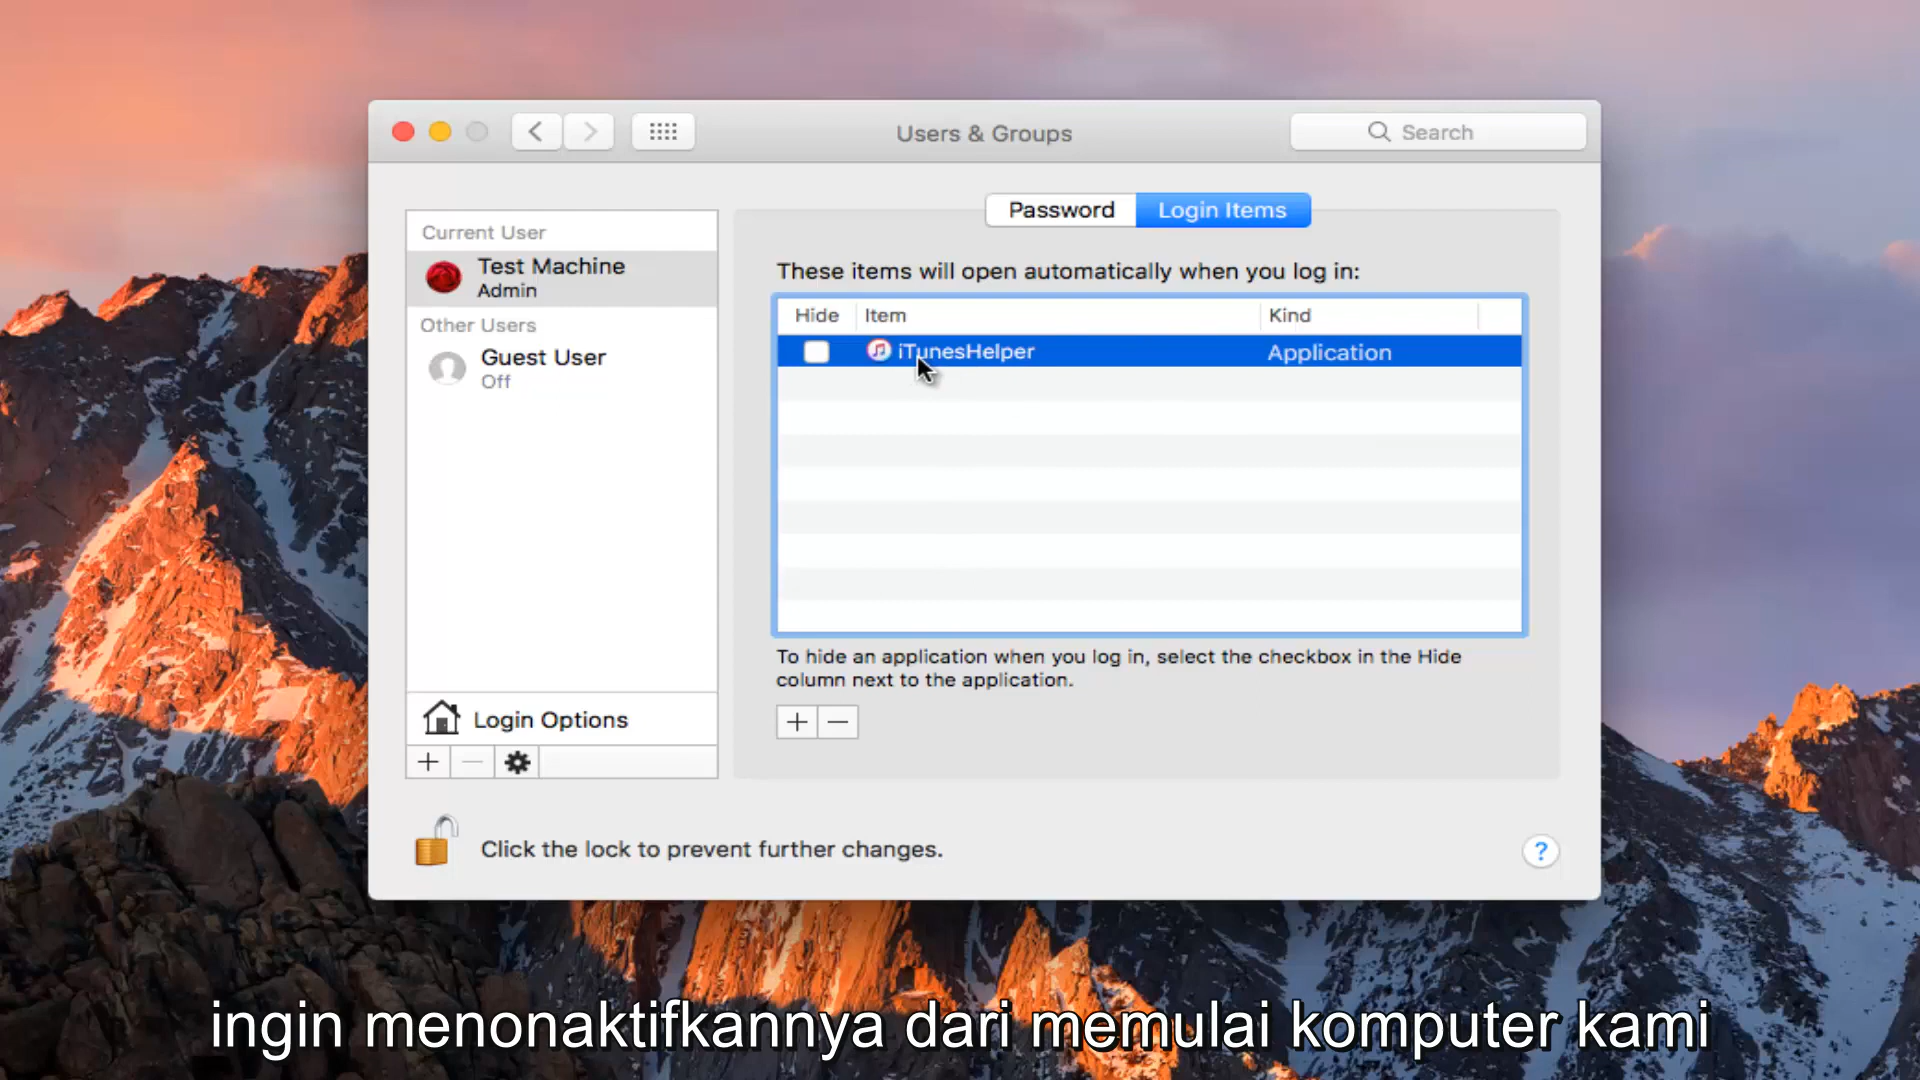 Users & Groups
Search
Password
Login Items
Current User
Test Machine
Admin
Other Users
Guest User
Off
Login Options
These items will open automatically when you log in:
Hide
Item
Kind
iTunesHelper
Application
To hide an application when you log in, select the checkbox in the Hide
column next to the application.
Click the lock to prevent further changes.
?
ingin menonaktifkannya dari memulai komputer kami